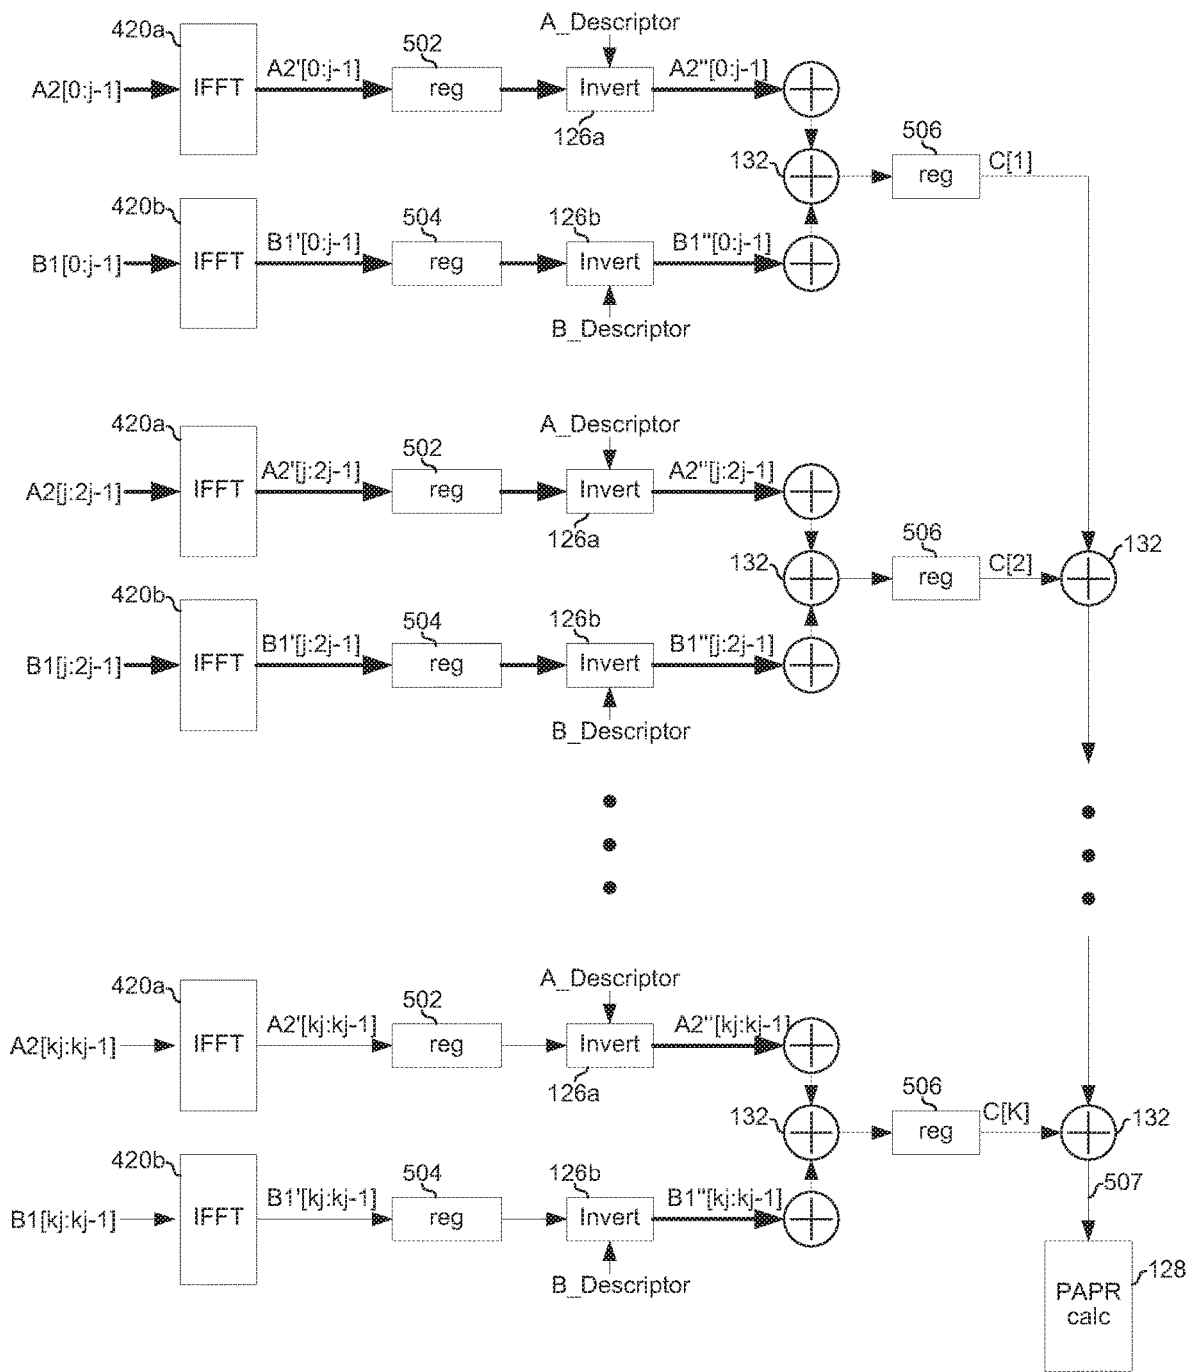 A_Descriptor
420a
502
A2[0:j-1]
IFFT
A2'[0:j-1]
reg
Invert
A2''[0:j-1]
126a
506
132
reg
C[1]
420b
504
126b
B1[0:j-1]
IFFT
B1'[0:j-1]
reg
Invert
B1''[0:j-1]
B_Descriptor
A_Descriptor
420a
502
A2[j:2j-1]
IFFT
A2'[j:2j-1]
reg
Invert
A2''[j:2j-1]
126a
506
132
reg
C[2]
132
420b
504
126b
B1[j:2j-1]
IFFT
B1'[j:2j-1]
reg
Invert
B1''[j:2j-1]
B_Descriptor
A_Descriptor
420a
502
A2[kj:kj-1]
IFFT
A2'[kj:kj-1]
reg
Invert
A2''[kj:kj-1]
126a
506
132
reg
C[K]
132
420b
504
126b
B1[kj:kj-1]
IFFT
B1'[kj:kj-1]
reg
Invert
B1''[kj:kj-1]
507
B_Descriptor
PAPR
calc
128